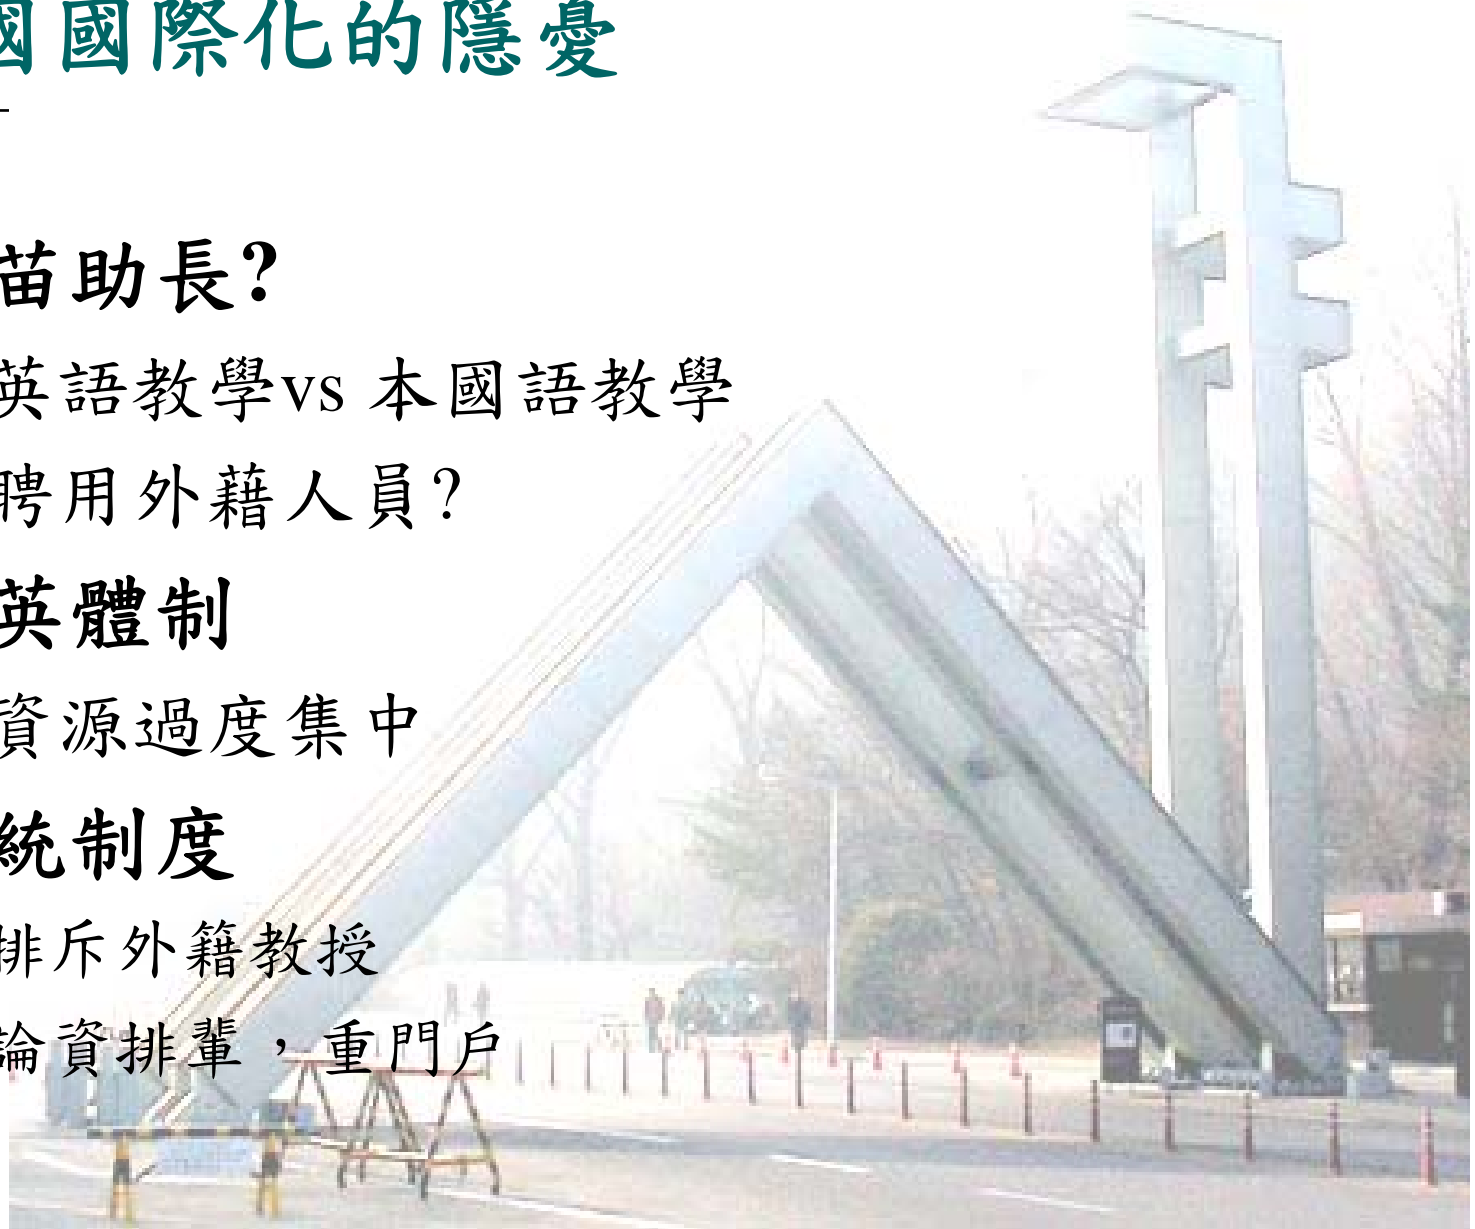 國國際化的隱憂
苗助長?
英語教學vs 本國語教學
聘用外藉人員?
英體制
資源過度集中
統制度
排斥外籍教授
論資排輩，重門戶